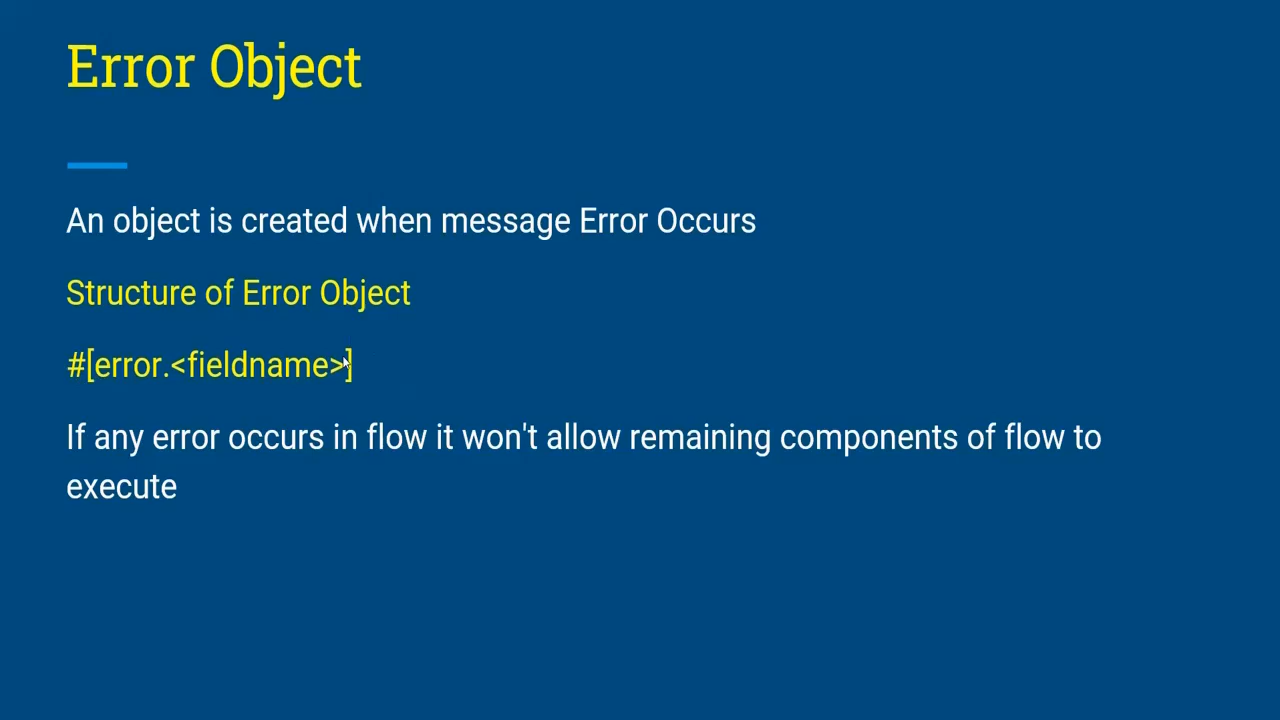 Error Object
An object is created when message Error Occurs
Structure of Error Object
#[error.<fieldname>]
If any error occurs in flow it won't allow remaining components of flow to
execute